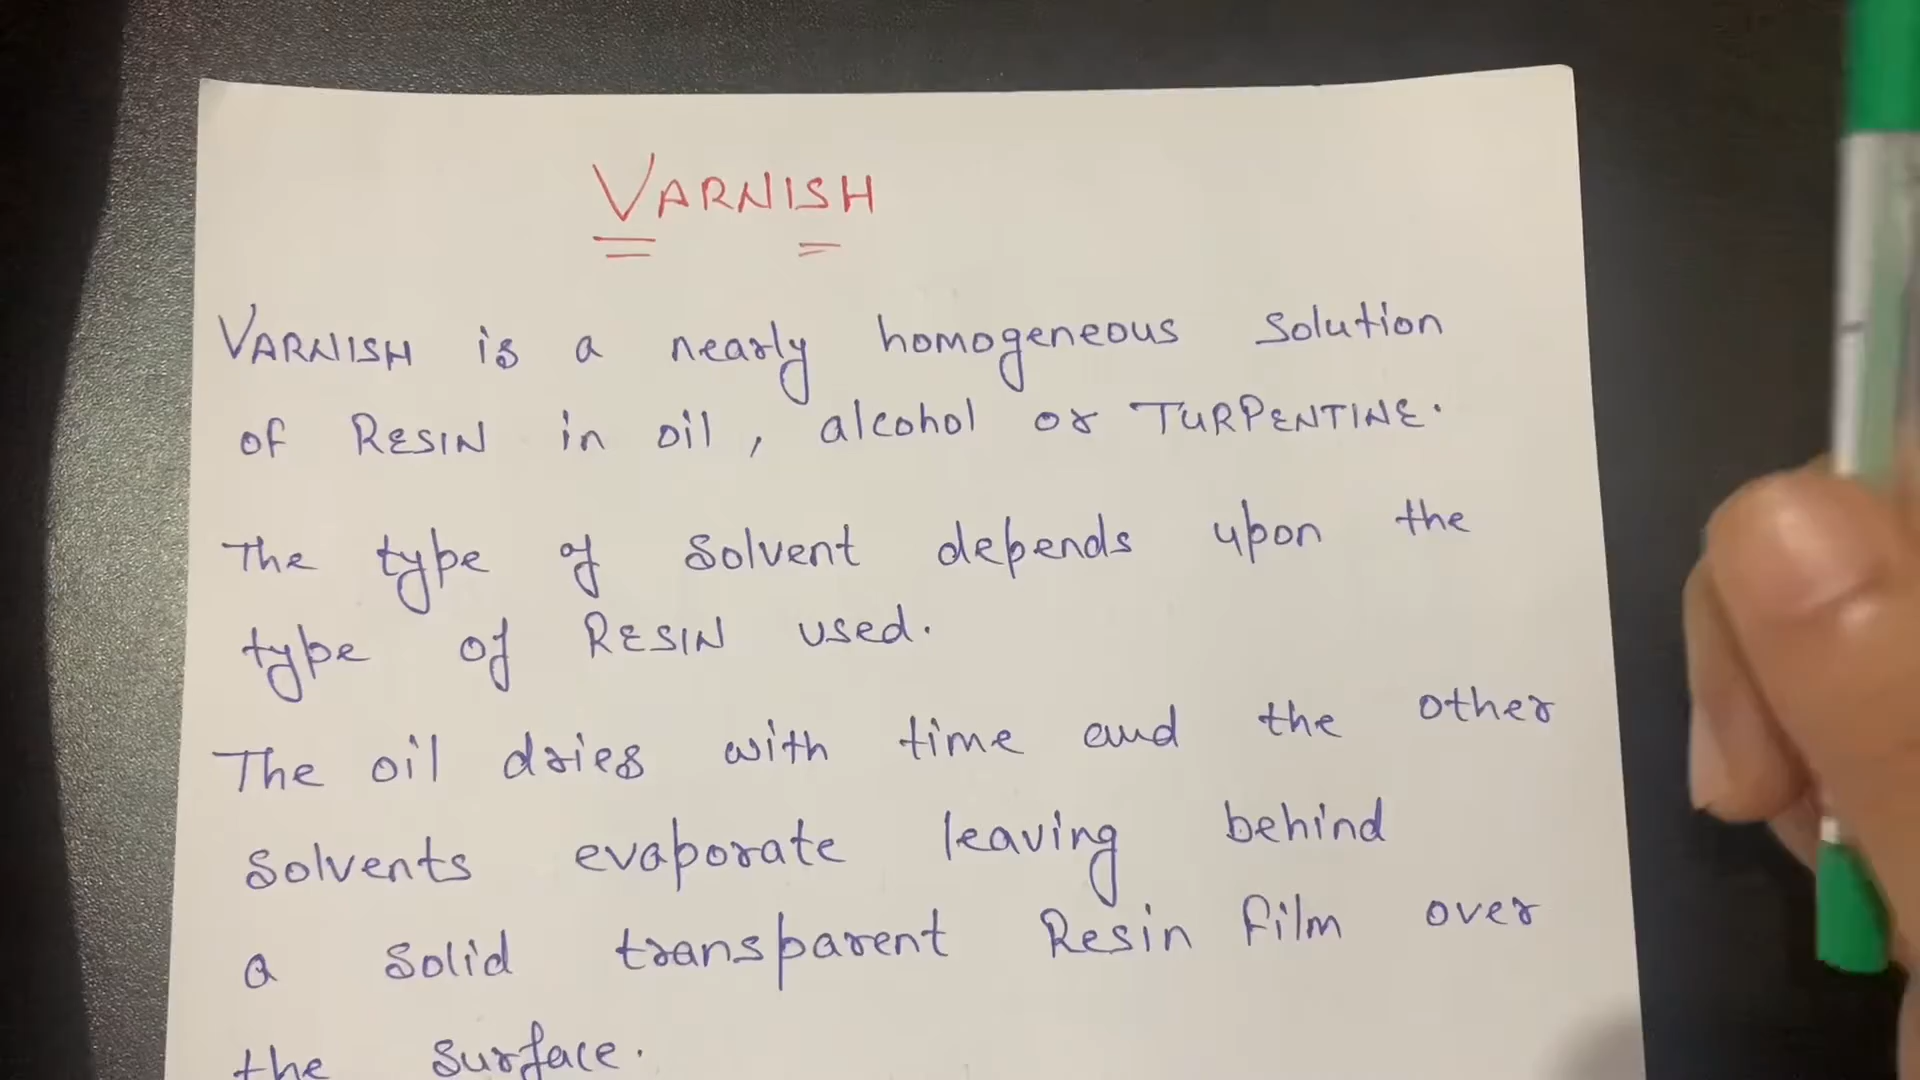 VARNISH
VARNISH is a nearly homogeneous solution
of RESIN in oil, alcohol or TURPENTINE.
The type of Solvent depends upon the
type of RESIN used.
The oil dries with time and the other
Solvents evaporate leaving behind
a Solid transparent Resin film over
the surface.